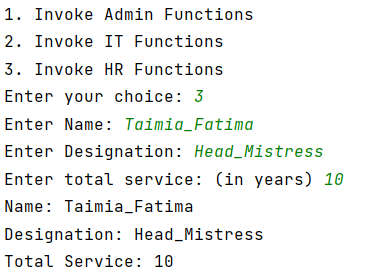 1. Invoke Admin Functions
2. Invoke IT Functions
3. Invoke HR Functions
Enter your choice: 3
Enter Name: Taimia_Fatima
Enter Designation: Head_Mistress
Enter total service: (in years) 10
Name: Taimia_Fatima
Designation: Head_Mistress
Total Service: 10